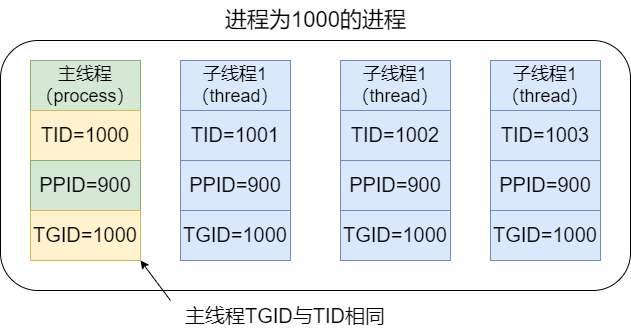 进程为1000的进程
主线程
（process）
TID=1000
PPID=900
TGID=1000
子线程1
（thread）
TID=1001
PPID=900
TGID=1000
子线程1
（thread）
TID=1002
PPID=900
TGID=1000
子线程1
（thread）
TID=1003
PPID=900
TGID=1000
主线程TGID与TID相同